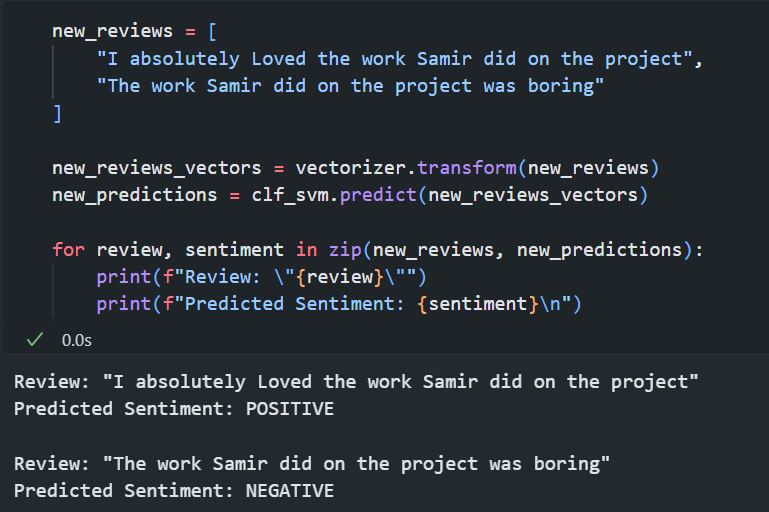 new_reviews = [
"I absolutely Loved the work Samir did on the project",
"The work Samir did on the project was boring"
]
new_reviews_vectors = vectorizer.transform(new_reviews)
new_predictions = clf_svm.predict(new_reviews_vectors)
for review, sentiment in zip(new_reviews, new_predictions):
print(f"Review: \"{review}\"")
print(f"Predicted Sentiment: {sentiment}\n")
0.0s
Review: "I absolutely Loved the work Samir did on the project"
Predicted Sentiment: POSITIVE
Review: "The work Samir did on the project was boring"
Predicted Sentiment: NEGATIVE